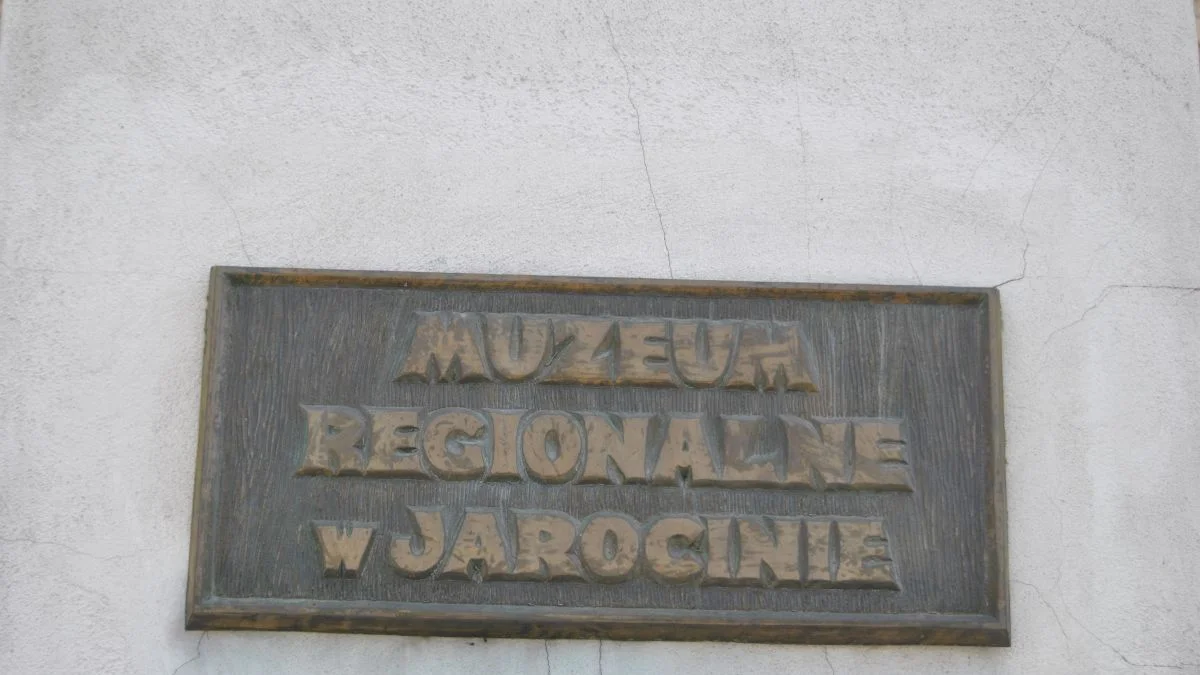 MUZEUM
REGIONALNE
W JAROCINIE